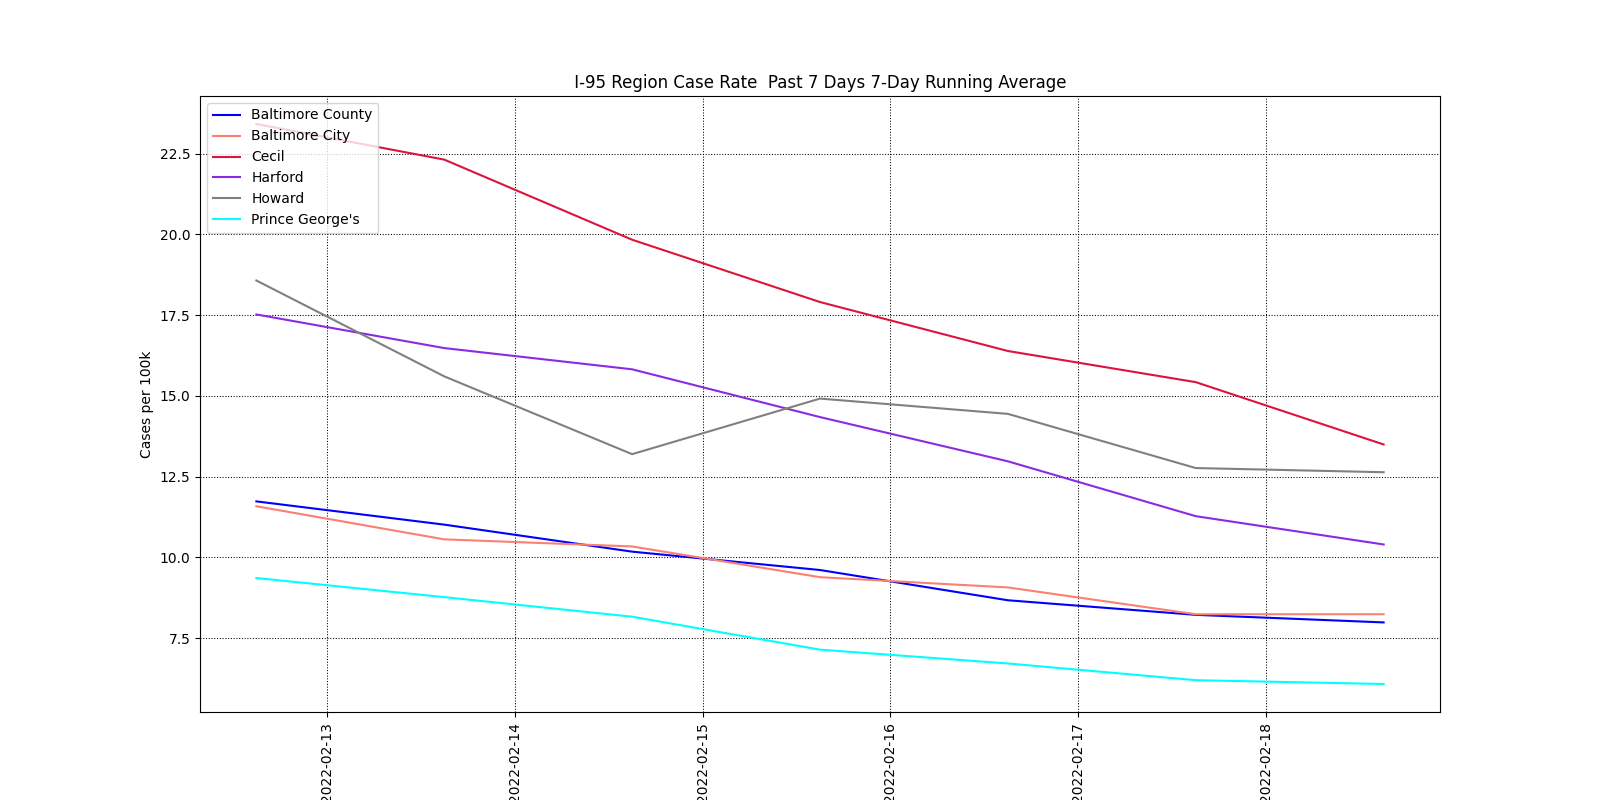 I-95 Region Case Rate  Past 7 Days 7-Day Running Average
Baltimore County
Baltimore City
Cecil
Harford
Howard
Prince George's
22.5
20.0
17.5
15.0
12.5
10.0
7.5
Cases per 100k
2022-02-13
2022-02-14
2022-02-15
2022-02-16
2022-02-17
2022-02-18